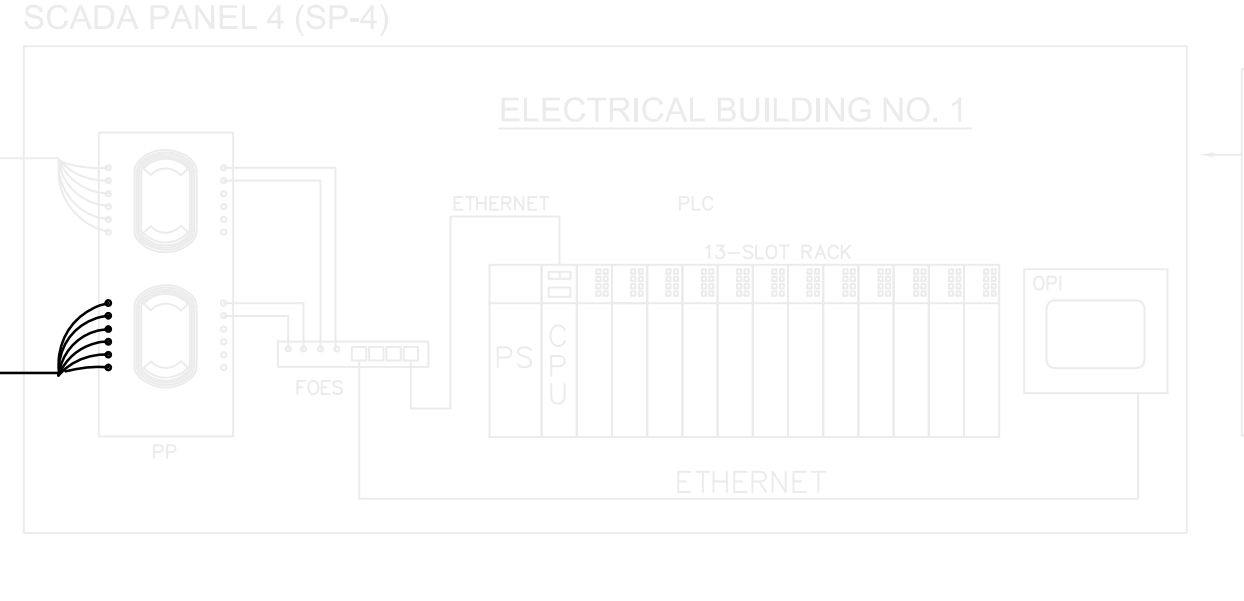 SCADA PANEL 4 (SP-4)
ELECTRICAL BUILDING NO. 1
ETHERNET
PLC
13-SLOT RACK
OPI
PS
CPU
FOES
PP
ETHERNET